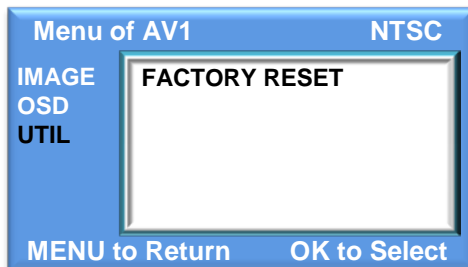 Menu of AV1 NTSC
IMAGE FACTORY RESET
OSD
UTIL
MENU to Return OK to Select